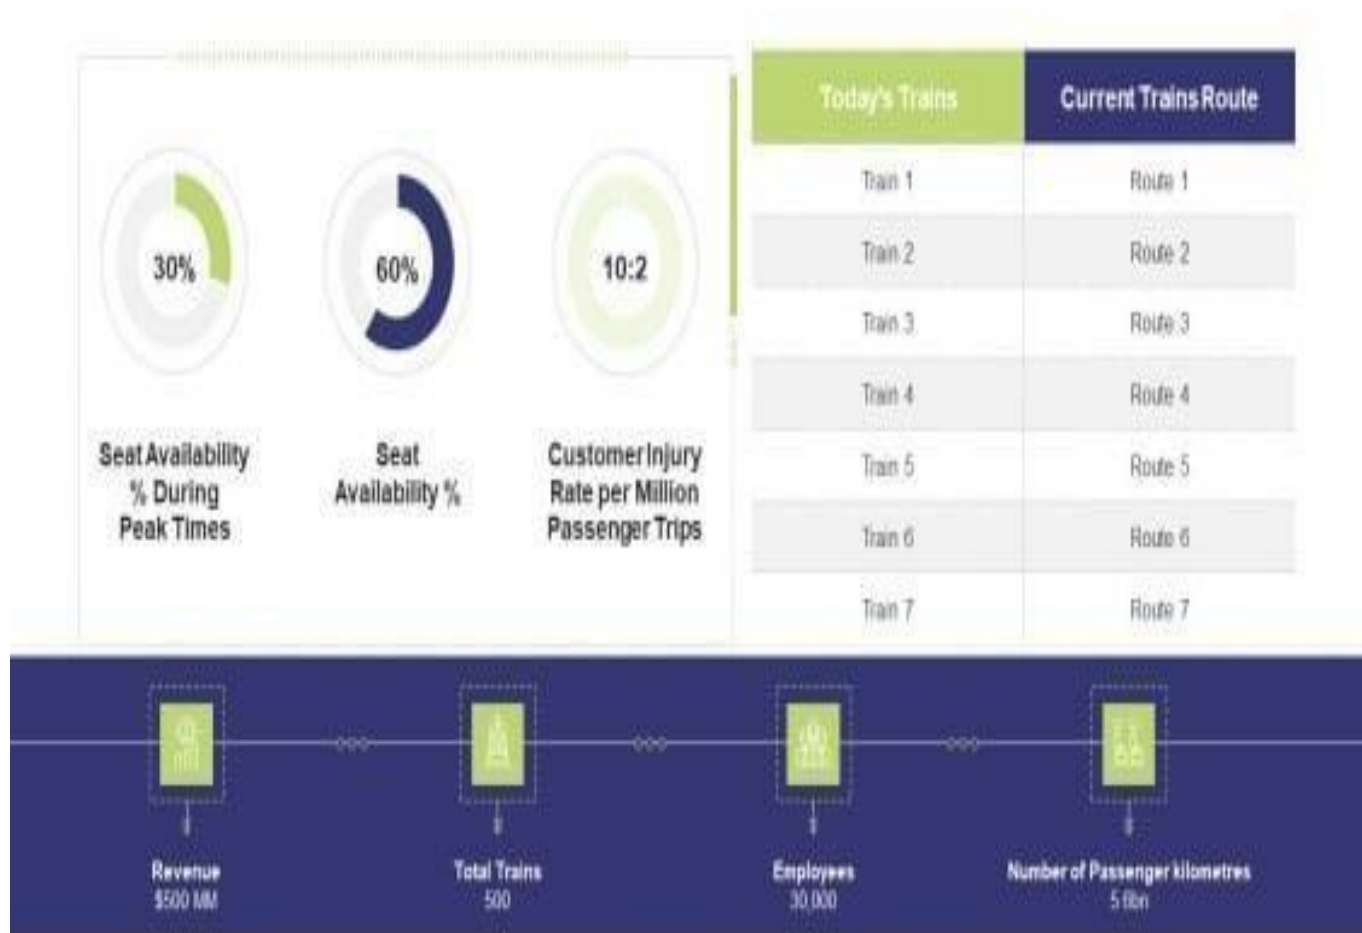 30%
60%
10:2
Seat Availability
% During
Peak Times
Seat
Availability %
Customer Injury
Rate per Million
Passenger Trips
Today's Trains Current Trains Route
Train 1 Route 1
Train 2 Route 2
Train 3 Route 3
Train 4 Route 4
Train 5 Route 5
Train 6 Route 6
Train 7 Route 7
Revenue
$500 MM
Total Trains
500
Employees
30,000
Number of Passenger kilometres